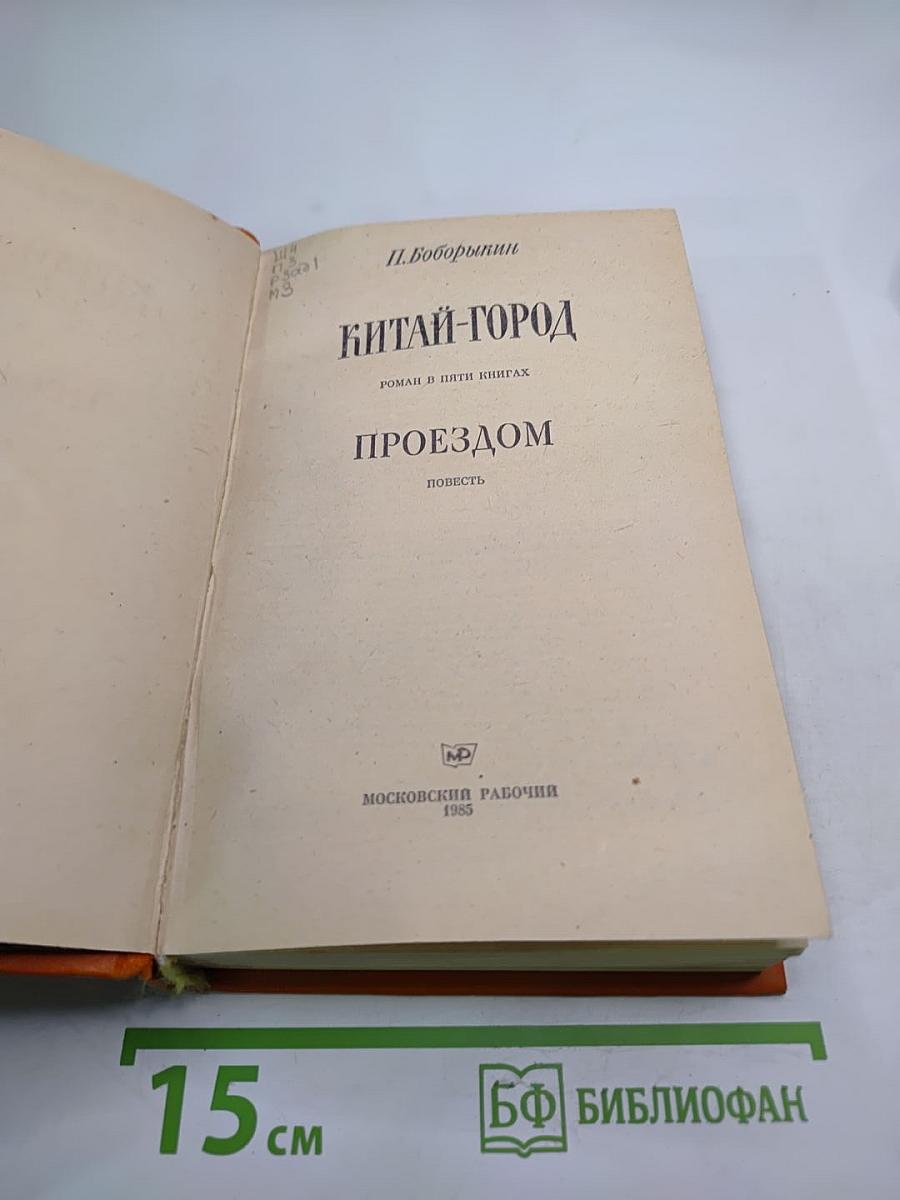 П. Боборыкин
КИТАЙ-ГОРОД
РОМАН В ПЯТИ КНИГАХ
ПРОЕЗДОМ
ПОВЕСТЬ
МР
МОСКОВСКИЙ РАБОЧИЙ
1985
15 см
БФ БИБЛИОФАН